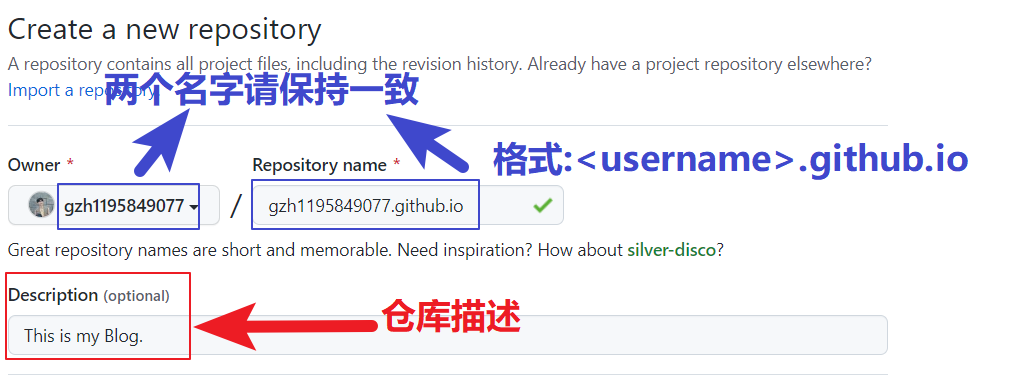 Create a new repository
A repository contains all project files, including the revision history. Already have a project repository elsewhere?
Import a repository.
两个名字请保持一致
格式:<username>.github.io
Owner *
Repository name *
gzh1195849077 / gzh1195849077.github.io
Great repository names are short and memorable. Need inspiration? How about silver-disco?
Description (optional)
仓库描述
This is my Blog.